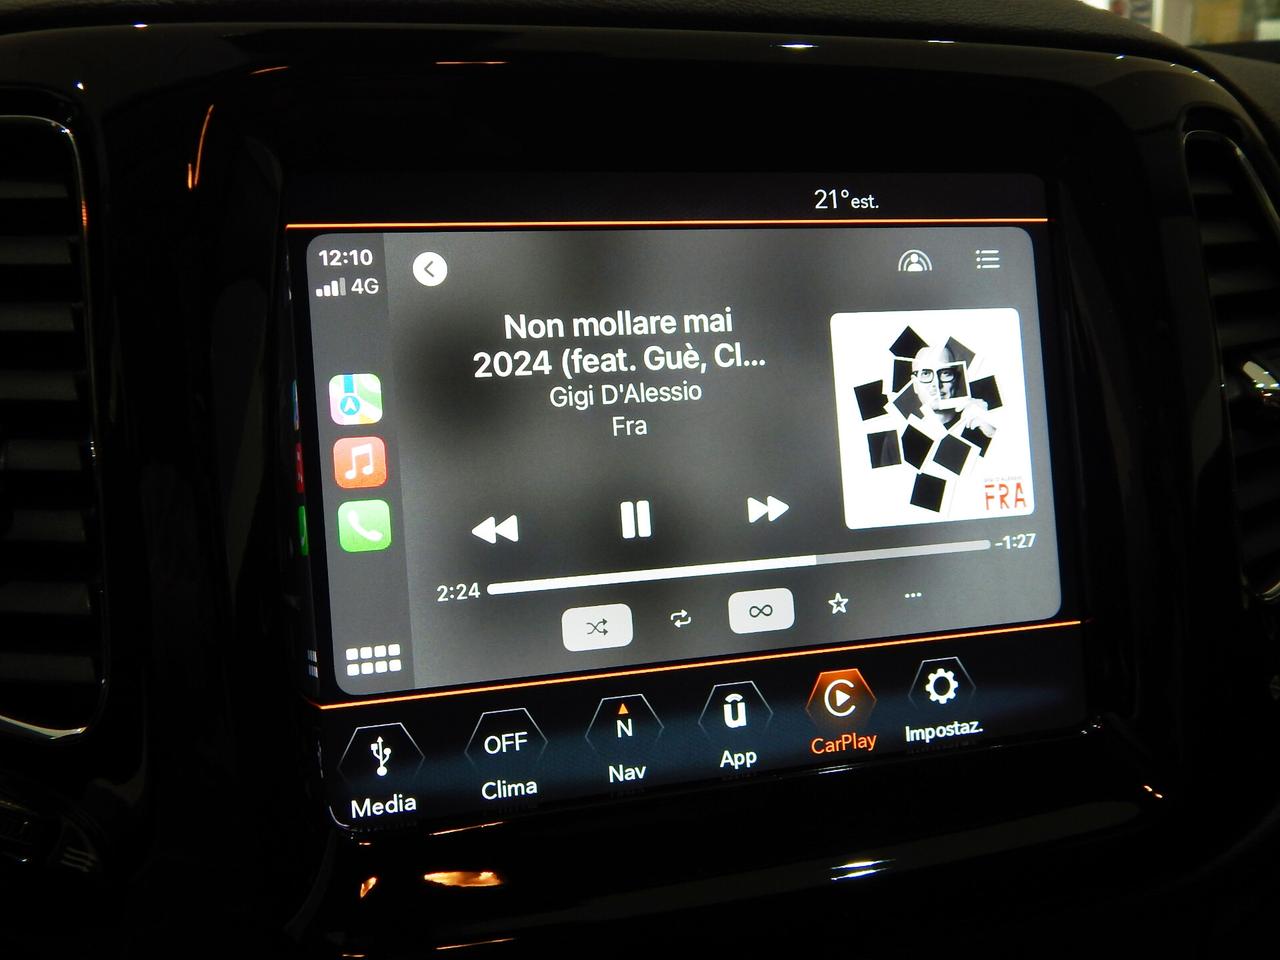 21°est.
12:10
4G
Non mollare mai
2024 (feat. Guè, Cl...
Gigi D'Alessio
Fra
FRA
2:24
-1:27
OFF
N
û
Media
Clima
Nav
App
CarPlay
Impostaz.